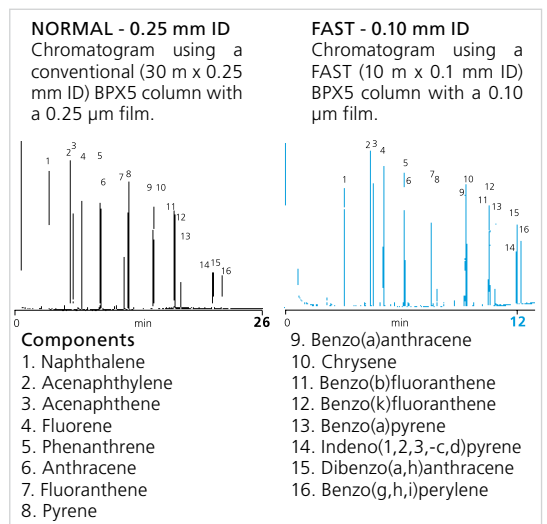 NORMAL - 0.25 mm ID
Chromatogram using a
conventional (30 m x 0.25
mm ID) BPX5 column with
a 0.25 µm film.
1
2
3
4
5
6
7
8
9 10
11
12
13
14
15
16
0
min
26
FAST - 0.10 mm ID
Chromatogram using a
FAST (10 m x 0.1 mm ID)
BPX5 column with a 0.10
µm film.
1
2
3
4
5
6
7
8
9
10
11
12
13
14
15
16
0
min
12
Components
1. Naphthalene
2. Acenaphthylene
3. Acenaphthene
4. Fluorene
5. Phenanthrene
6. Anthracene
7. Fluoranthene
8. Pyrene
9. Benzo(a)anthracene
10. Chrysene
11. Benzo(b)fluoranthene
12. Benzo(k)fluoranthene
13. Benzo(a)pyrene
14. Indeno(1,2,3,-c,d)pyrene
15. Dibenzo(a,h)anthracene
16. Benzo(g,h,i)perylene